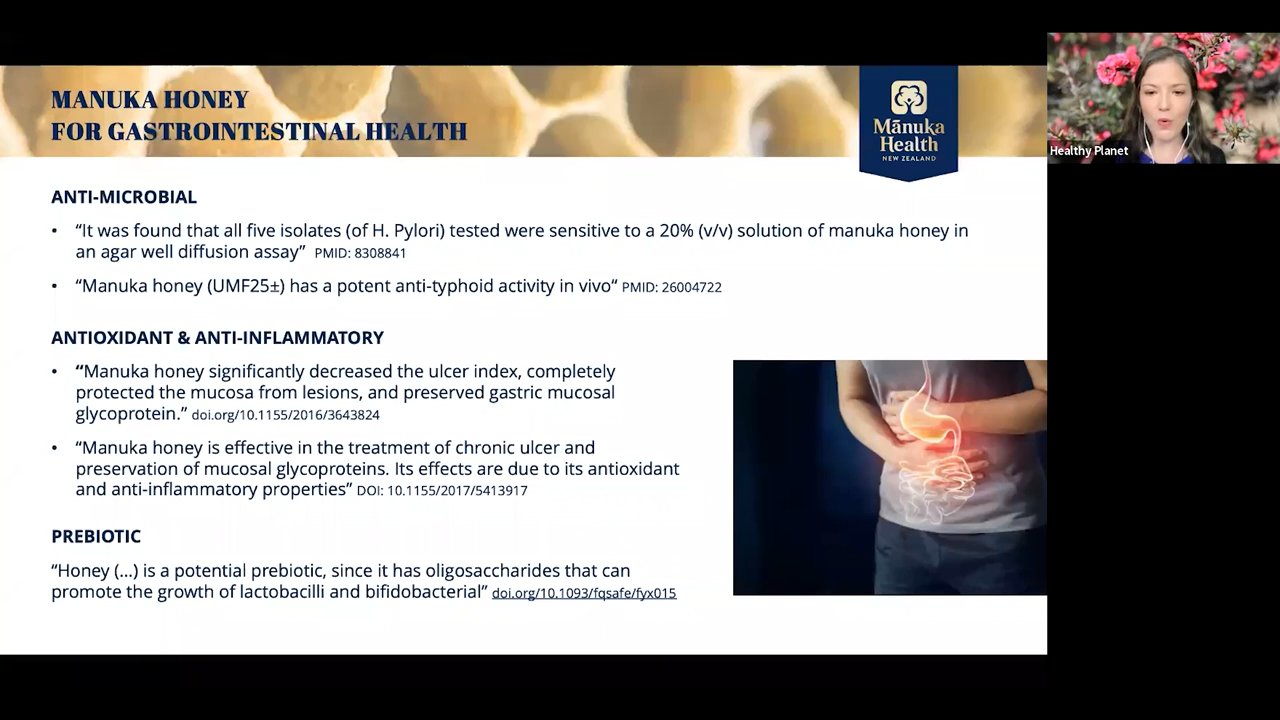 MANUKA HONEY
FOR GASTROINTESTINAL HEALTH
Mānuka
Health
NEW ZEALAND
Healthy Planet
ANTI-MICROBIAL
• “It was found that all five isolates (of H. Pylori) tested were sensitive to a 20% (v/v) solution of manuka honey in
an agar well diffusion assay” PMID: 8308841
• “Manuka honey (UMF25±) has a potent anti-typhoid activity in vivo“ PMID: 26004722
ANTIOXIDANT & ANTI-INFLAMMATORY
• “Manuka honey significantly decreased the ulcer index, completely
protected the mucosa from lesions, and preserved gastric mucosal
glycoprotein.” doi.org/10.1155/2016/3643824
• “Manuka honey is effective in the treatment of chronic ulcer and
preservation of mucosal glycoproteins. Its effects are due to its antioxidant
and anti-inflammatory properties” DOI: 10.1155/2017/5413917
PREBIOTIC
“Honey (...) is a potential prebiotic, since it has oligosaccharides that can
promote the growth of lactobacilli and bifidobacterial” doi.org/10.1093/fqsafe/fyx015